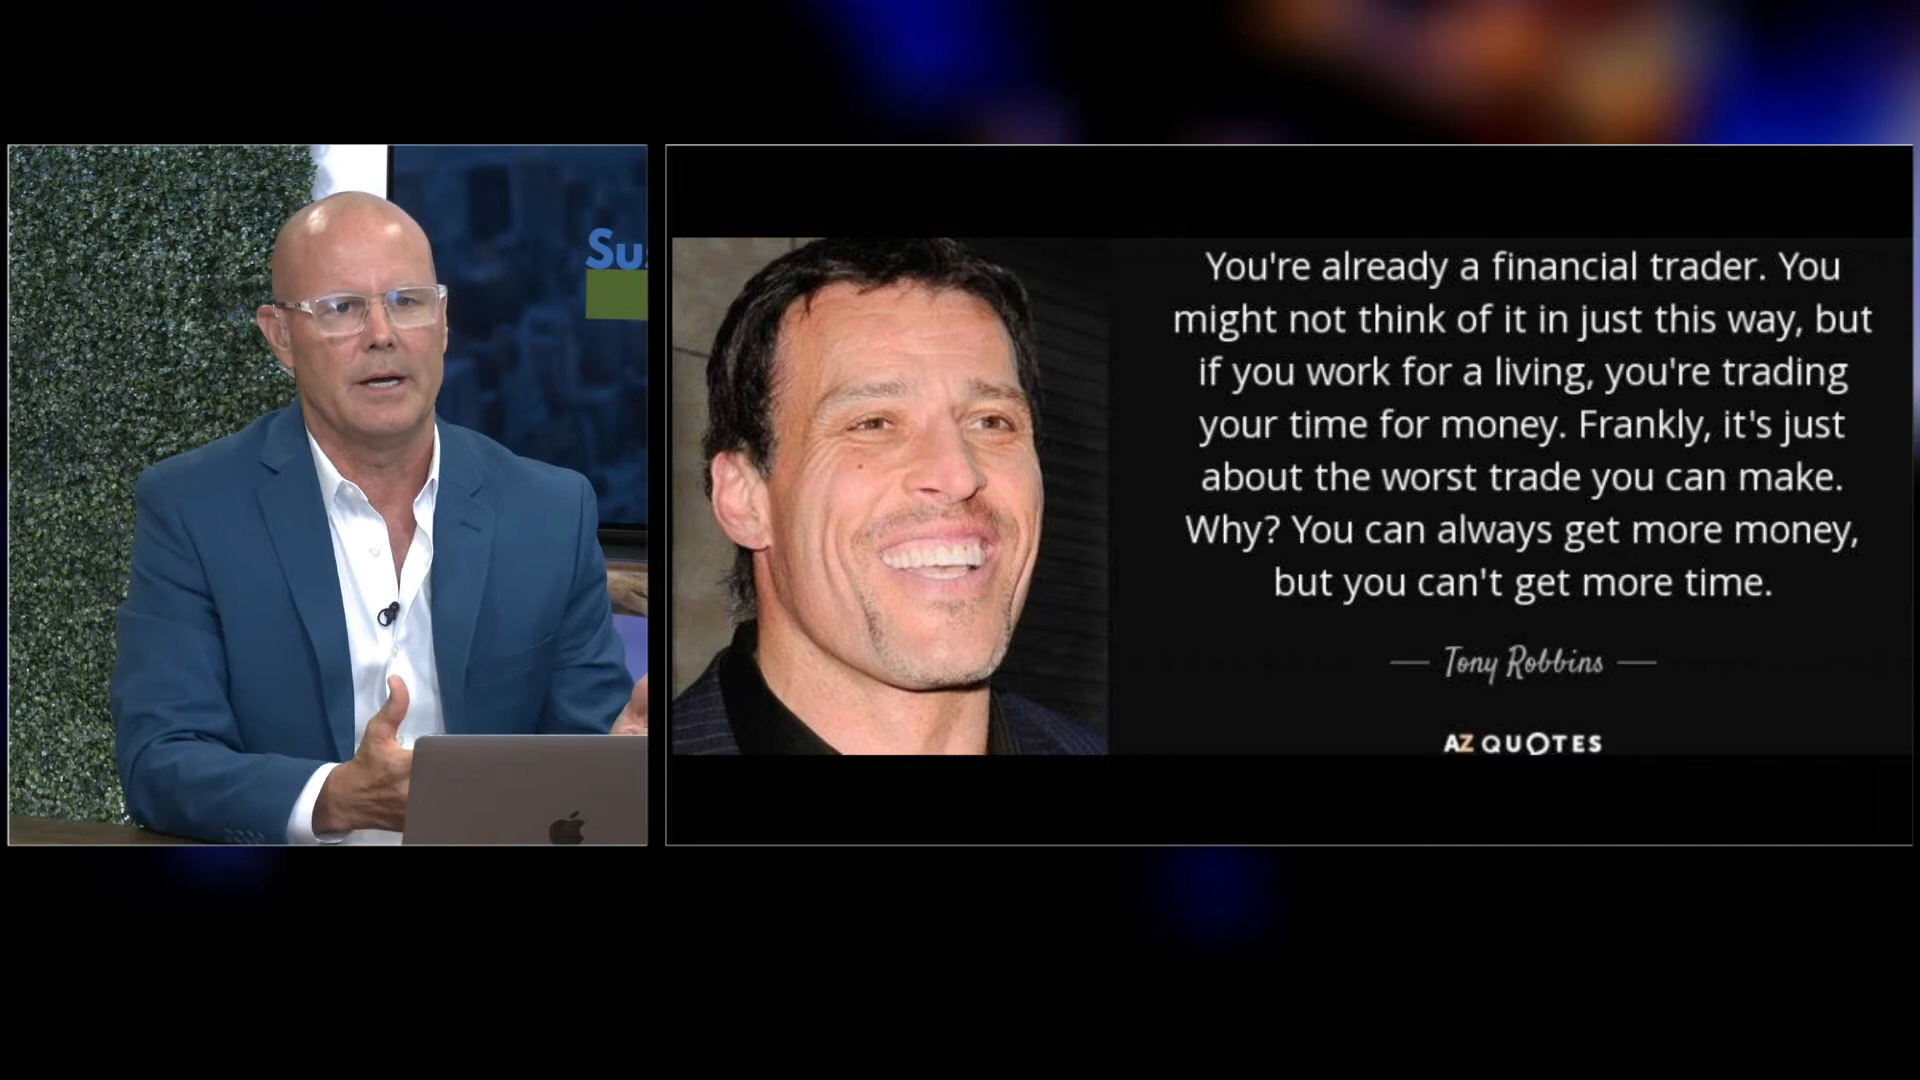 Sus
You're already a financial trader. You
might not think of it in just this way, but
if you work for a living, you're trading
your time for money. Frankly, it's just
about the worst trade you can make.
Why? You can always get more money,
but you can't get more time.
— Tony Robbins —
AZ QUOTES